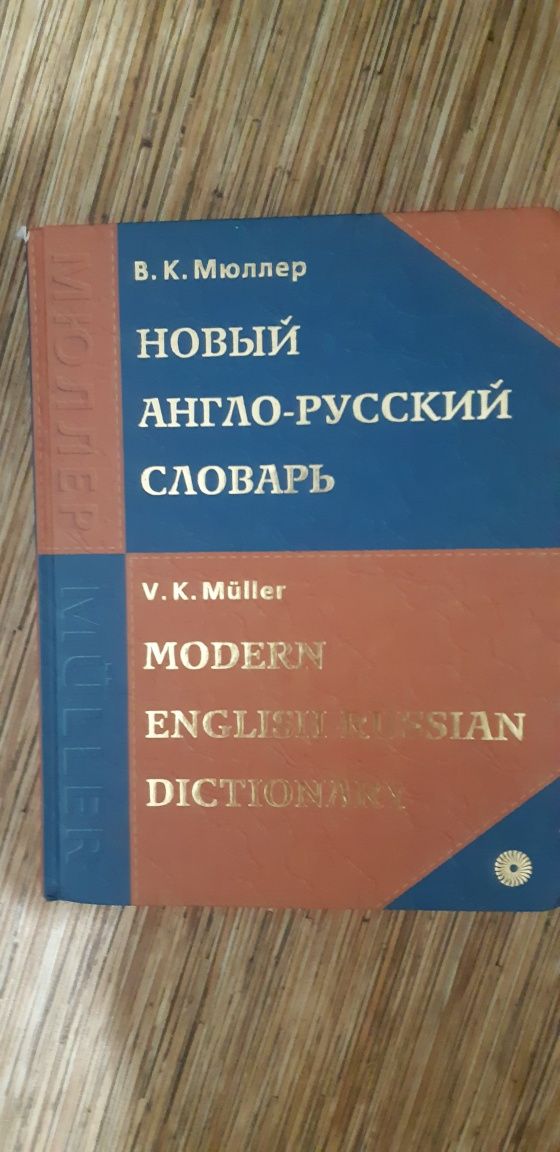 В. К. Мюллер
НОВЫЙ
АНГЛО-РУССКИЙ
СЛОВАРЬ
V. K. Müller
MODERN
ENGLISH-RUSSIAN
DICTIONARY
МЮЛЛЕР
MÜLLER